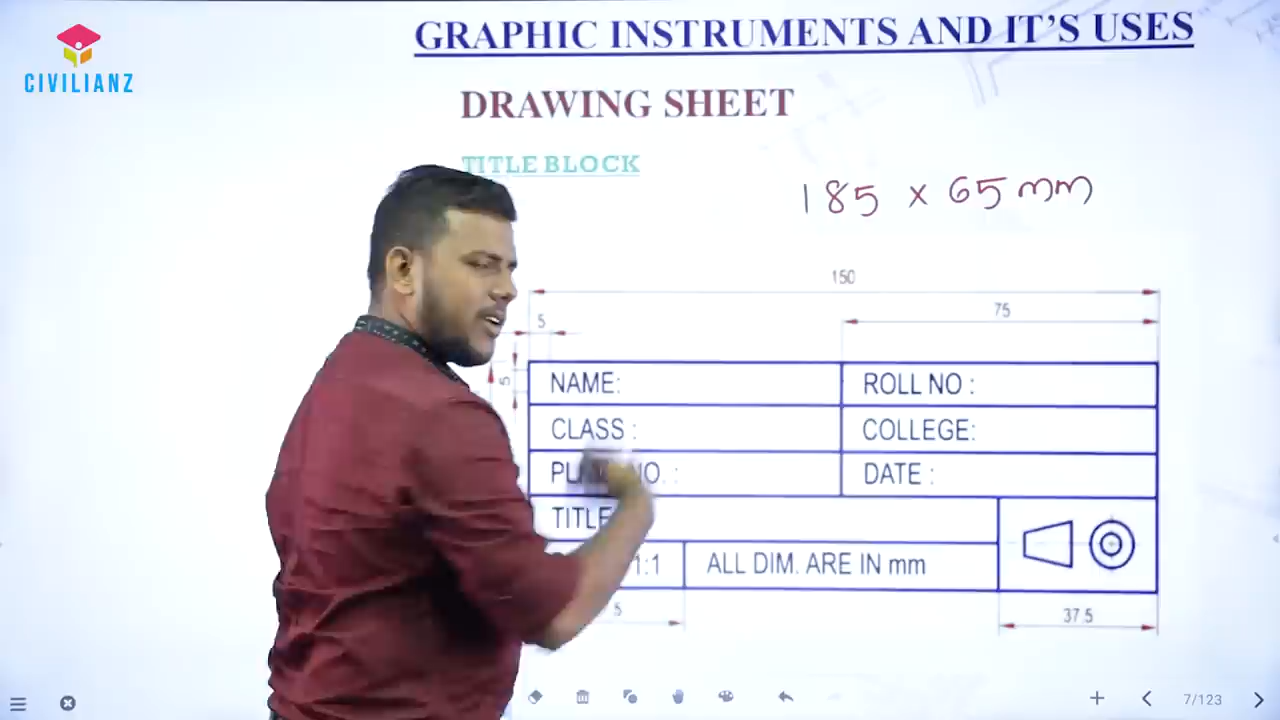 GRAPHIC INSTRUMENTS AND IT'S USES
CIVILIANZ
DRAWING SHEET
TITLE BLOCK
185 x 65 mm
150
75
5
5
NAME:
ROLL NO :
CLASS :
COLLEGE:
NO. :
DATE :
TITLE
1:1
ALL DIM. ARE IN mm
5
37.5
7/123